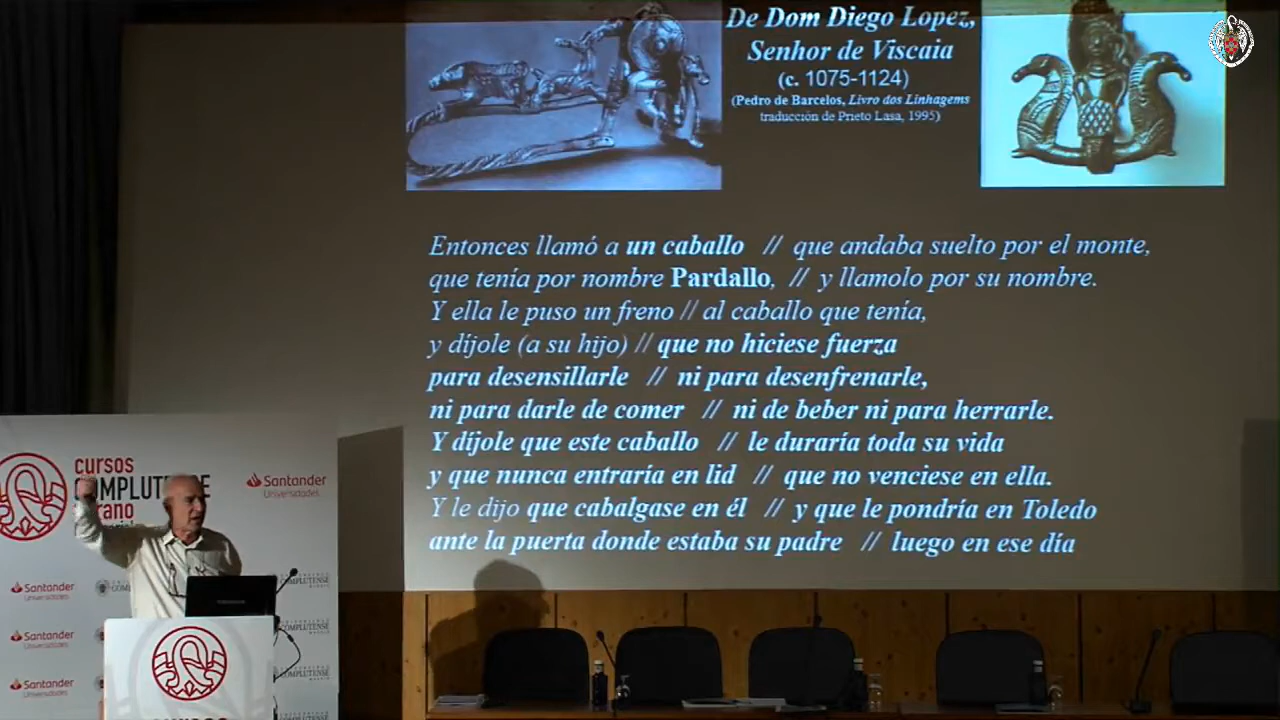 De Dom Diego Lopez,
Senhor de Viscaia
(c. 1075-1124)
(Pedro de Barcelos, Livro dos Linhagems
traducción de Prieto Lasa, 1995)
Entonces llamó a un caballo // que andaba suelto por el monte,
que tenía por nombre Pardallo, // y llamolo por su nombre.
Y ella le puso un freno // al caballo que tenía,
y díjole (a su hijo) // que no hiciese fuerza
para desensillarle // ni para desenfrenarle,
ni para darle de comer // ni de beber ni para herrarle.
Y díjole que este caballo // le duraría toda su vida
y que nunca entraría en lid // que no venciese en ella.
Y le dijo que cabalgase en él // y que le pondría en Toledo
ante la puerta donde estaba su padre // luego en ese día
cursos
COMPLUTENSE
Santander
Universidades
Santander
Universidades
Santander
Universidades
Santander
Universidades
COMPLUTENSE
COMPLUTENSE
COMPLUTENSE